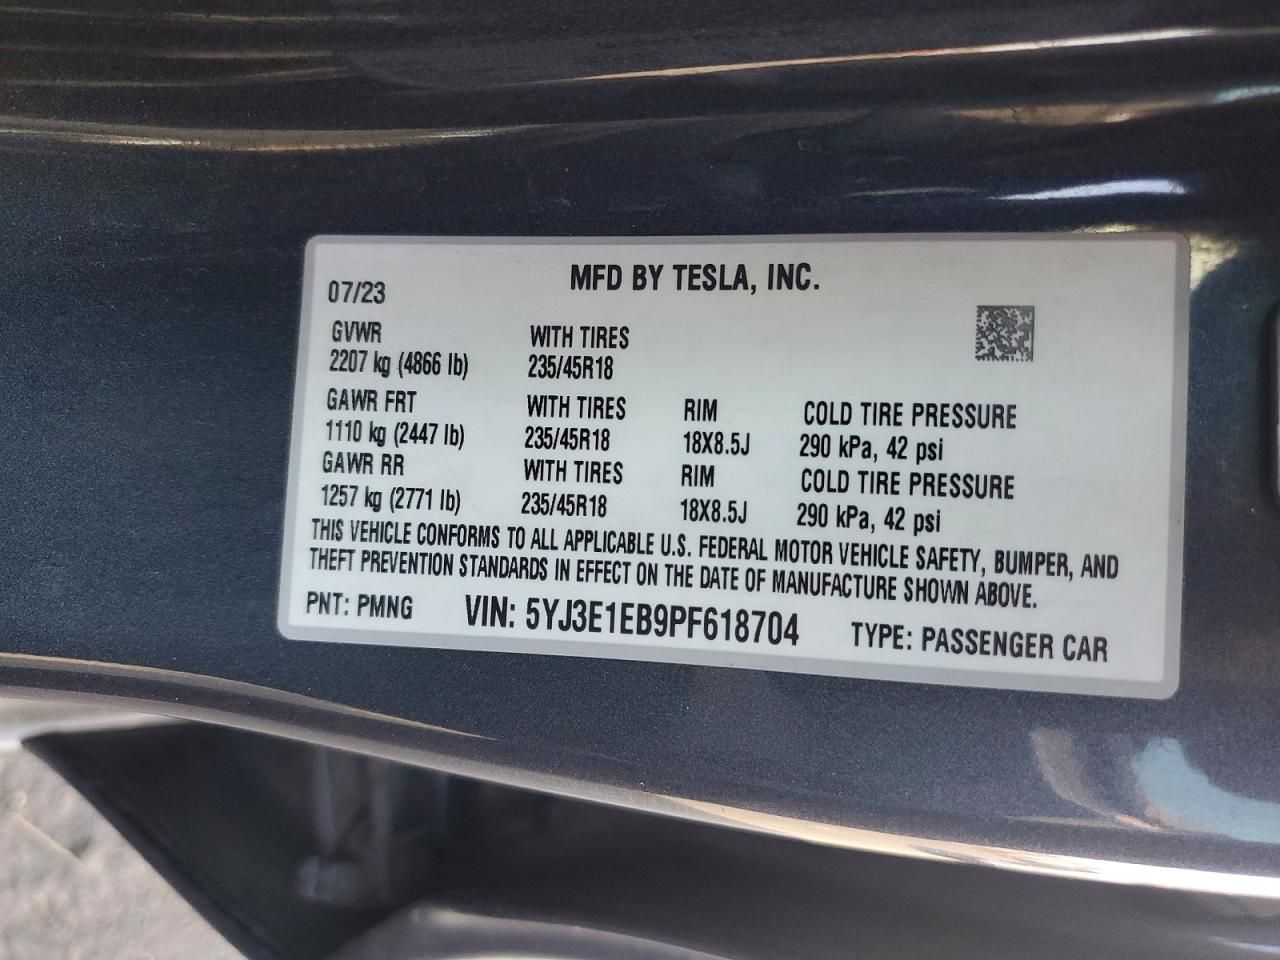 MFD BY TESLA, INC.
07/23
GVWR WITH TIRES
2207 kg (4866 lb) 235/45R18
GAWR FRT WITH TIRES RIM COLD TIRE PRESSURE
1110 kg (2447 lb) 235/45R18 18X8.5J 290 kPa, 42 psi
GAWR RR WITH TIRES RIM COLD TIRE PRESSURE
1257 kg (2771 lb) 235/45R18 18X8.5J 290 kPa, 42 psi
THIS VEHICLE CONFORMS TO ALL APPLICABLE U.S. FEDERAL MOTOR VEHICLE SAFETY, BUMPER, AND
THEFT PREVENTION STANDARDS IN EFFECT ON THE DATE OF MANUFACTURE SHOWN ABOVE.
PNT: PMNG VIN: 5YJ3E1EB9PF618704 TYPE: PASSENGER CAR